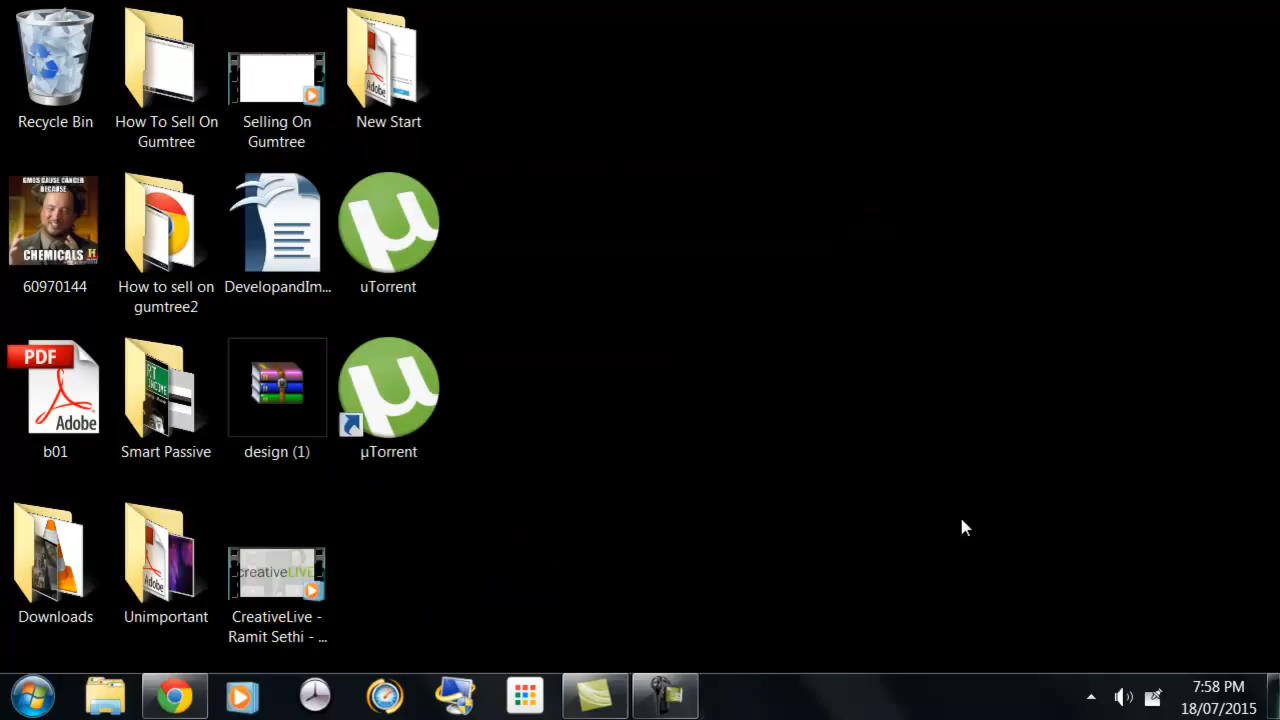 Recycle Bin
How To Sell On
Gumtree
Selling On
Gumtree
New Start
Adobe
GMOS CAUSE CANCER
BECAUSE
CHEMICALS H
60970144
How to sell on
gumtree2
DevelopandIm...
uTorrent
PDF
Adobe
b01
Smart Passive
design (1)
µTorrent
Downloads
Adobe
Unimportant
creativeLIVE
CreativeLive -
Ramit Sethi - ...
7:58 PM
18/07/2015